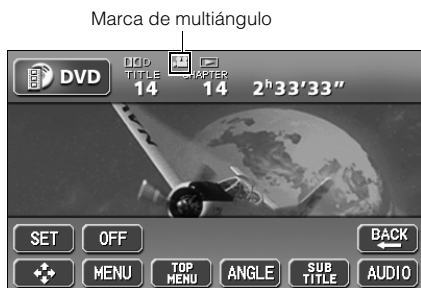 Marca de multiángulo
DVD
TITLE CHAPTER
14 14 2h33'33"
SET OFF BACK
MENU TOP MENU ANGLE SUB TITLE AUDIO